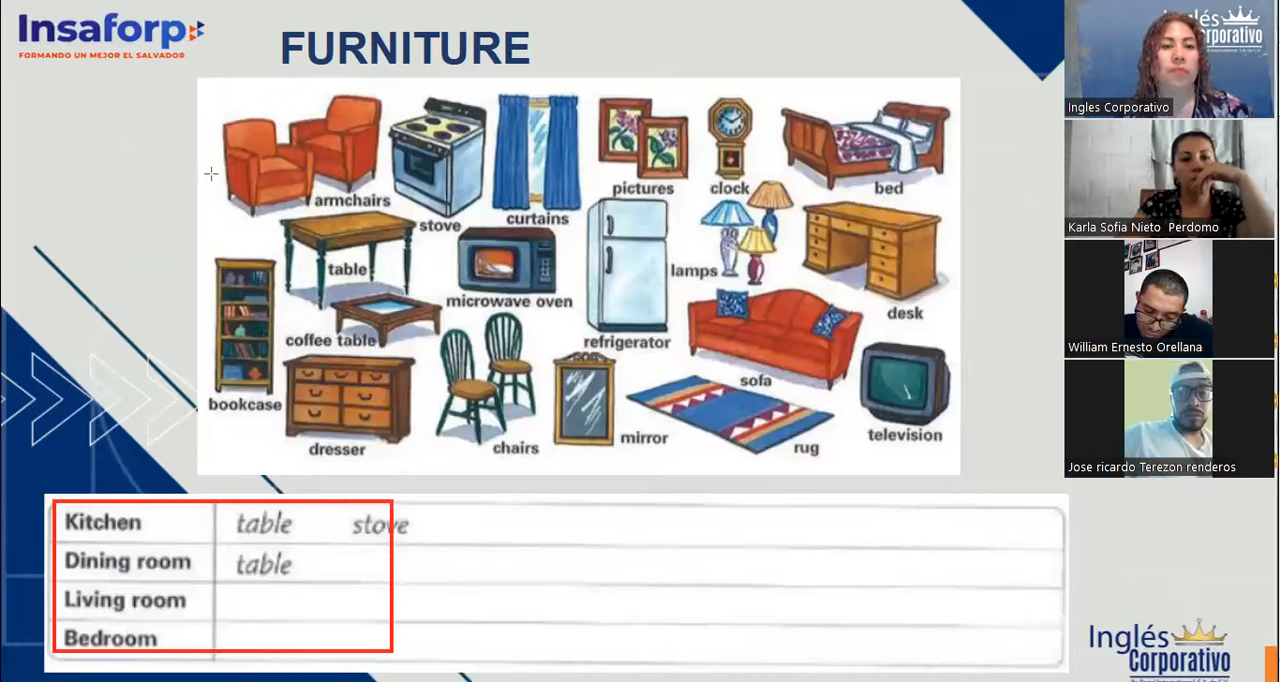 Insaforp
FORMANDO UN MEJOR EL SALVADOR
FURNITURE
armchairs
stove
curtains
pictures
clock
bed
table
microwave oven
lamps
desk
coffee table
refrigerator
sofa
bookcase
dresser
chairs
mirror
rug
television
Kitchen table stove
Dining room table
Living room
Bedroom
Inglés
Corporativo
Ingles Corporativo
Karla Sofia Nieto Perdomo
William Ernesto Orellana
Jose ricardo Terezon renderos
Inglés
Corporativo